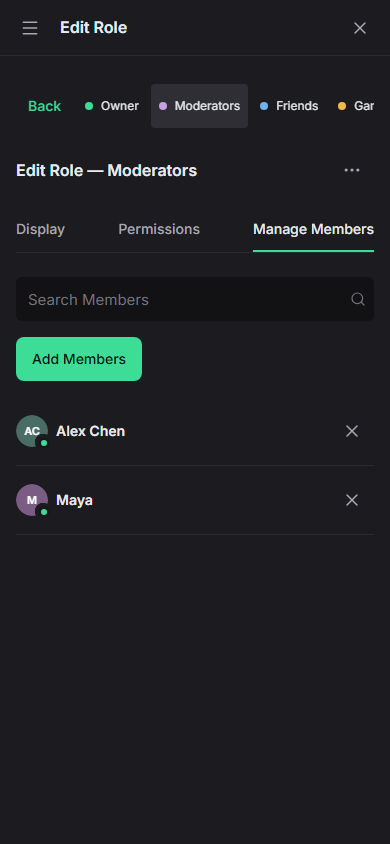 Edit Role
Back Owner Moderators Friends Gar
Edit Role — Moderators
Display Permissions Manage Members
Search Members
Add Members
AC Alex Chen
M Maya